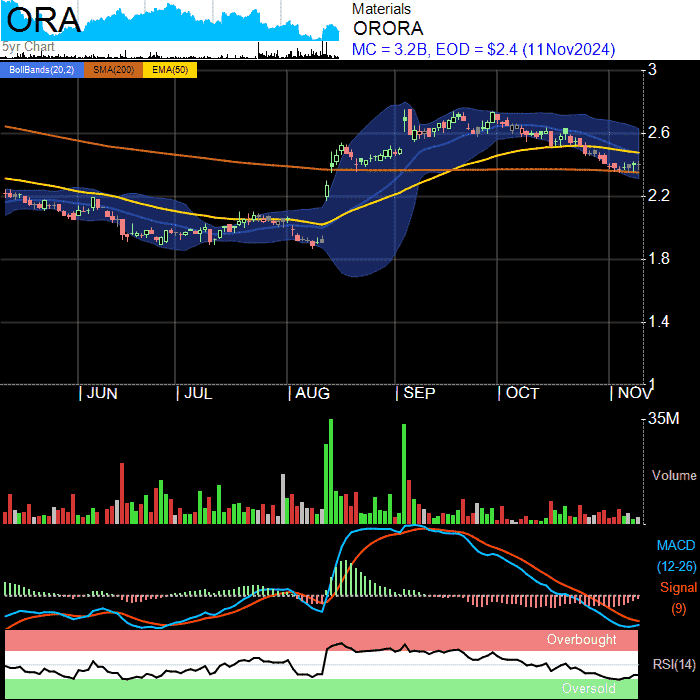 ORA
5yr Chart
Materials
ORORA
MC = 3.2B, EOD = $2.4 (11Nov2024)
BollBands(20,2) SMA(200) EMA(50)
3
2.6
2.2
1.8
1.4
1
| JUN | JUL | AUG | SEP | OCT | NOV
35M
Volume
MACD
(12-26)
Signal
(9)
Overbought
RSI(14)
Oversold